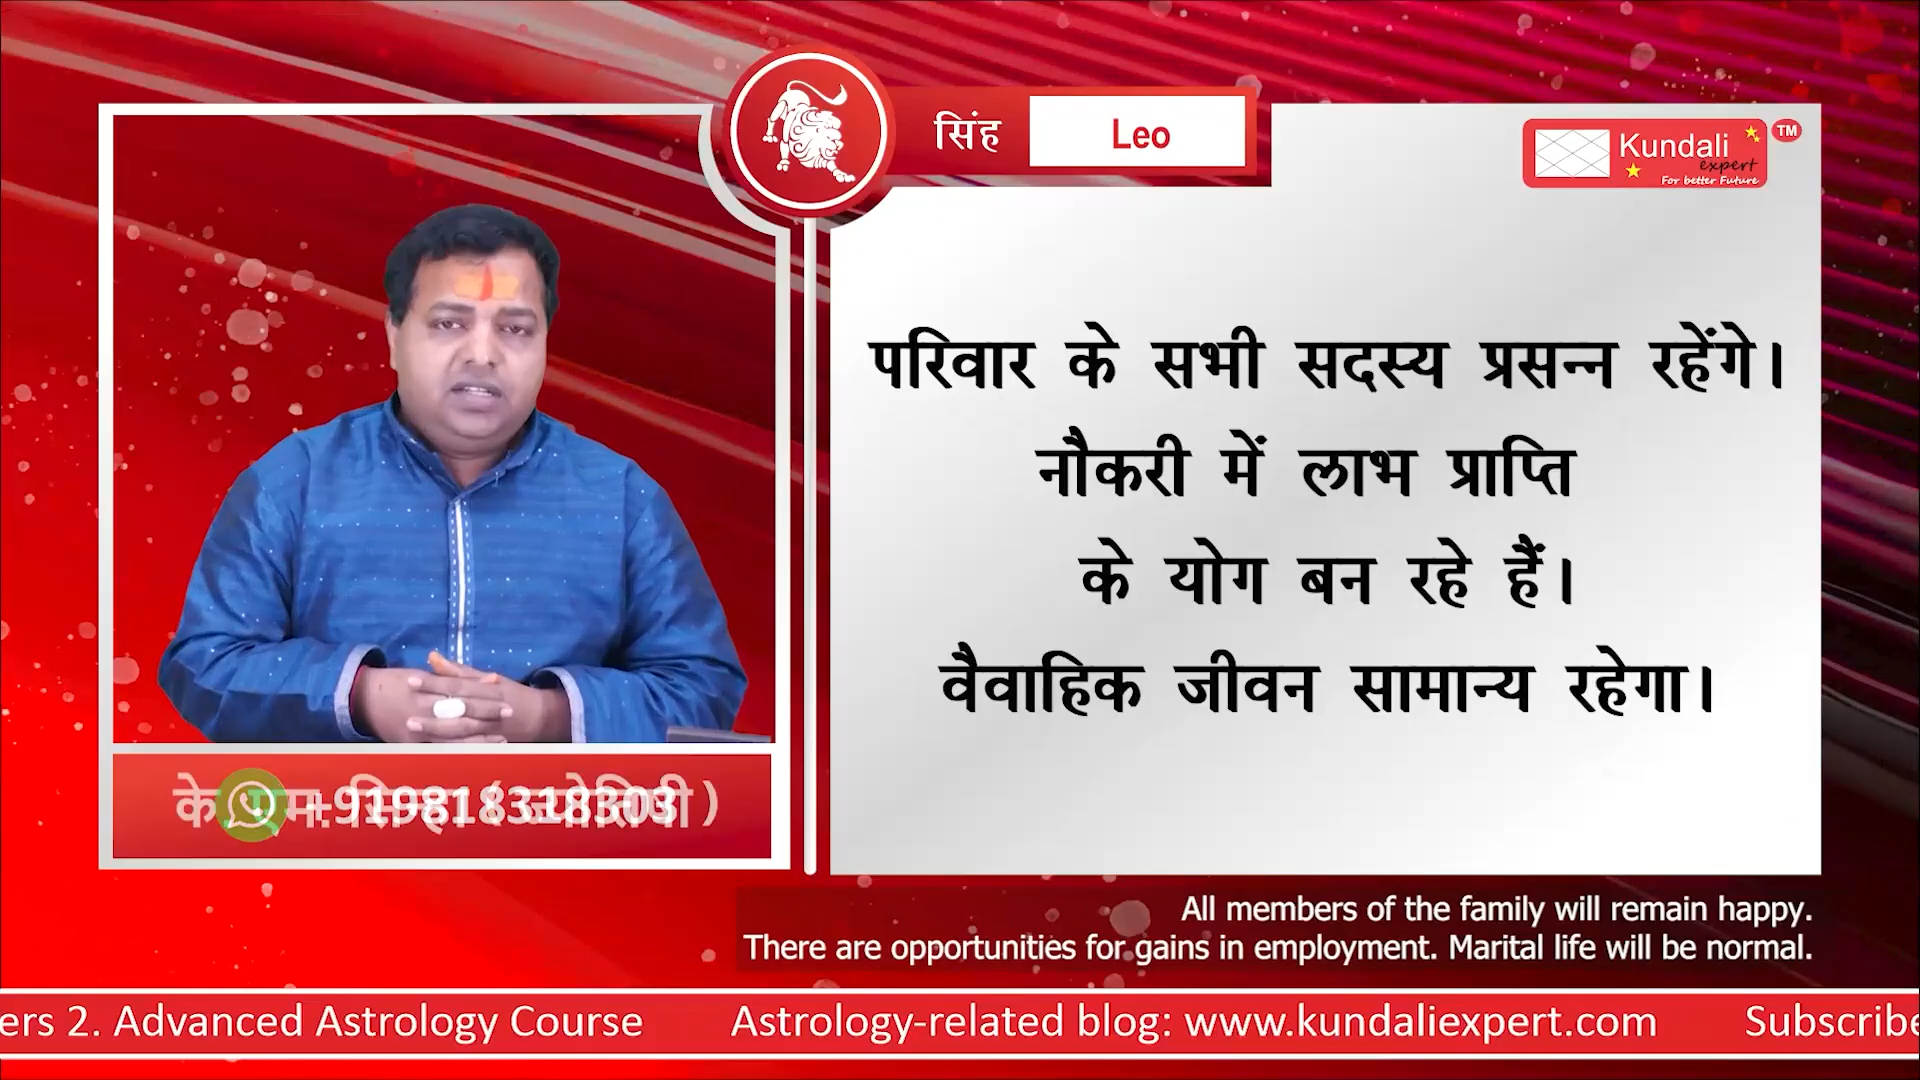 सिंह
Leo
Kundali
TM
expert
For better Future
परिवार के सभी सदस्य प्रसन्न रहेंगे।
नौकरी में लाभ प्राप्ति
के योग बन रहे हैं।
वैवाहिक जीवन सामान्य रहेगा।
के. एम. सिन्हा ( ज्योतिषी )
+919818318303
All members of the family will remain happy.
There are opportunities for gains in employment. Marital life will be normal.
ers 2. Advanced Astrology Course Astrology-related blog: www.kundaliexpert.com Subscribe